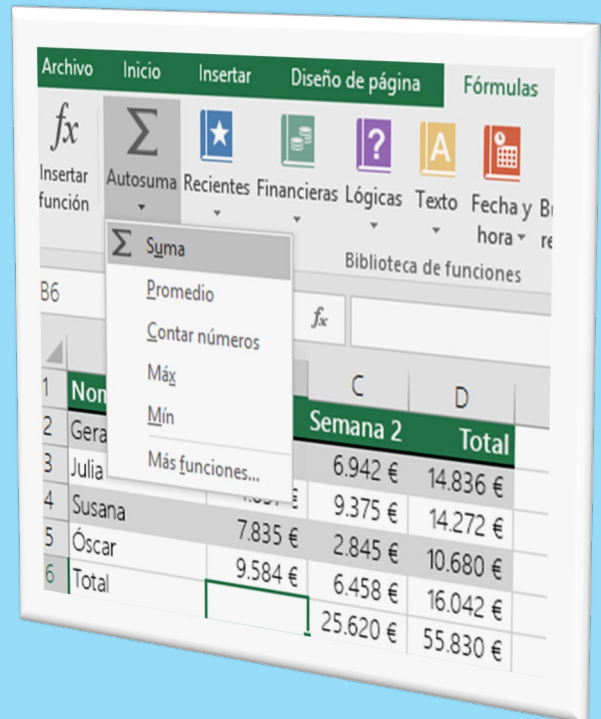 Archivo Inicio Insertar Diseño de página Fórmulas
fx Σ ? A
Insertar función Autosuma Recientes Financieras Lógicas Texto Fecha y hora
Biblioteca de funciones
Σ Suma
Promedio
Contar números
Máx
Mín
Más funciones...
B6 fx
C D
1 Semana 2 Total
2 6.942 € 14.836 €
3 Julia 9.375 € 14.272 €
4 Susana 7.835 € 2.845 € 10.680 €
5 Óscar 9.584 € 6.458 € 16.042 €
6 Total 25.620 € 55.830 €